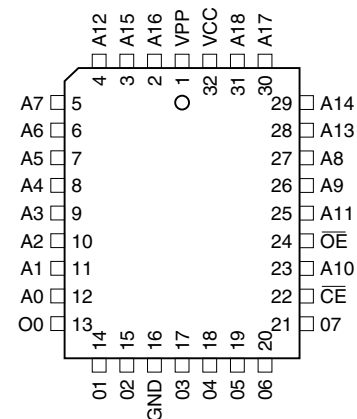 A12 A15 A16 VPP VCC A18 A17
4 3 2 1 32 31 30
A7 5 29 A14
A6 6 28 A13
A5 7 27 A8
A4 8 26 A9
A3 9 25 A11
A2 10 24 OE
A1 11 23 A10
A0 12 22 CE
O0 13 21 07
14 15 16 17 18 19 20
01 02 GND 03 04 05 06